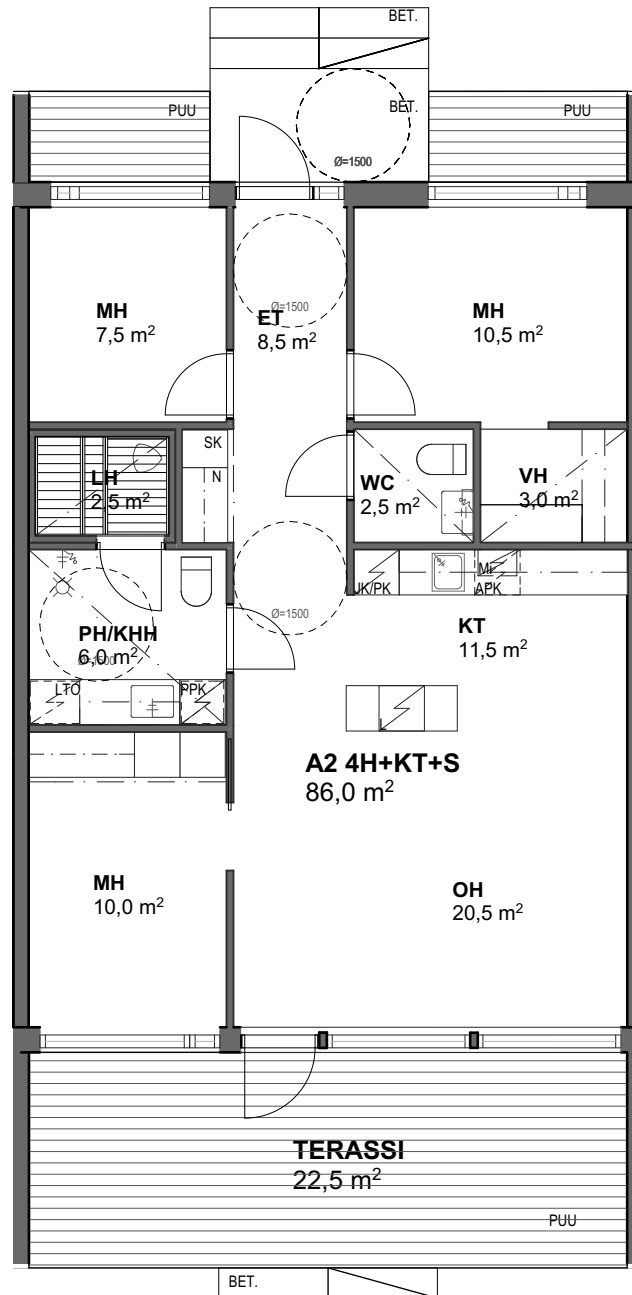 BET.
PUU
BET.
PUU
Ø=1500
MH
7,5 m²
Ø=1500
ET
8,5 m²
MH
10,5 m²
SK
N
LH
2,5 m²
WC
2,5 m²
VH
3,0 m²
JK/PK
APK
Ø=1500
PH/KHH
6,0 m²
Ø=1500
KT
11,5 m²
LTO
PPK
A2 4H+KT+S
86,0 m²
MH
10,0 m²
OH
20,5 m²
TERASSI
22,5 m²
PUU
BET.